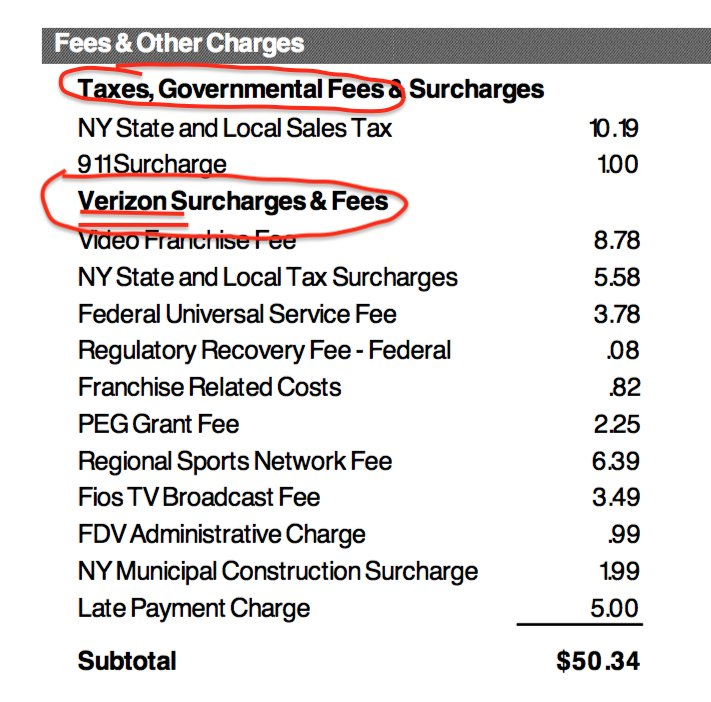 Fees & Other Charges
Taxes, Governmental Fees & Surcharges
NY State and Local Sales Tax 10.19
911 Surcharge 1.00
Verizon Surcharges & Fees
Video Franchise Fee 8.78
NY State and Local Tax Surcharges 5.58
Federal Universal Service Fee 3.78
Regulatory Recovery Fee - Federal .08
Franchise Related Costs .82
PEG Grant Fee 2.25
Regional Sports Network Fee 6.39
Fios TV Broadcast Fee 3.49
FDV Administrative Charge .99
NY Municipal Construction Surcharge 1.99
Late Payment Charge 5.00
Subtotal $50.34